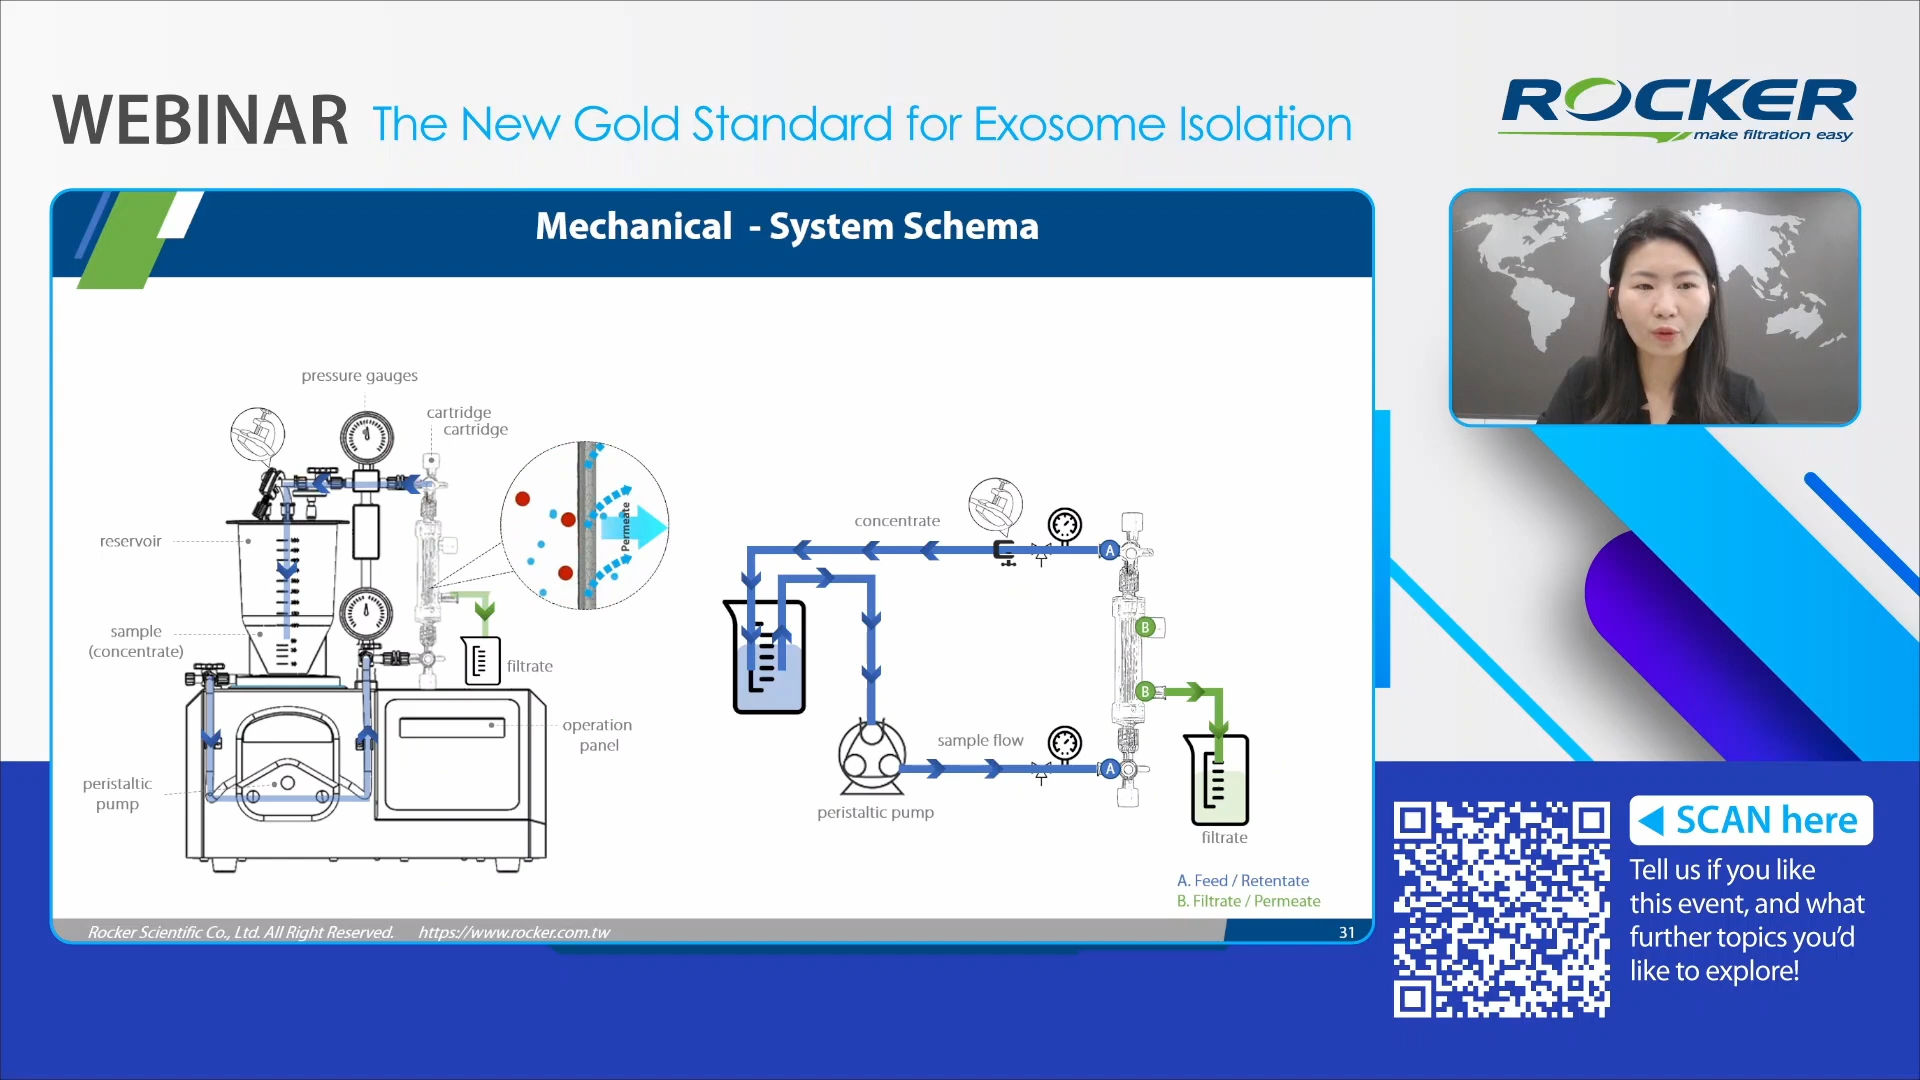 WEBINAR The New Gold Standard for Exosome Isolation
ROCKER
make filtration easy
Mechanical - System Schema
pressure gauges
cartridge
cartridge
reservoir
sample
(concentrate)
Permeate
filtrate
operation
panel
peristaltic
pump
concentrate
A
B
B
sample flow
A
peristaltic pump
filtrate
A. Feed / Retentate
B. Filtrate / Permeate
Rocker Scientific Co., Ltd. All Right Reserved. https://www.rocker.com.tw
31
SCAN here
Tell us if you like
this event, and what
further topics you'd
like to explore!